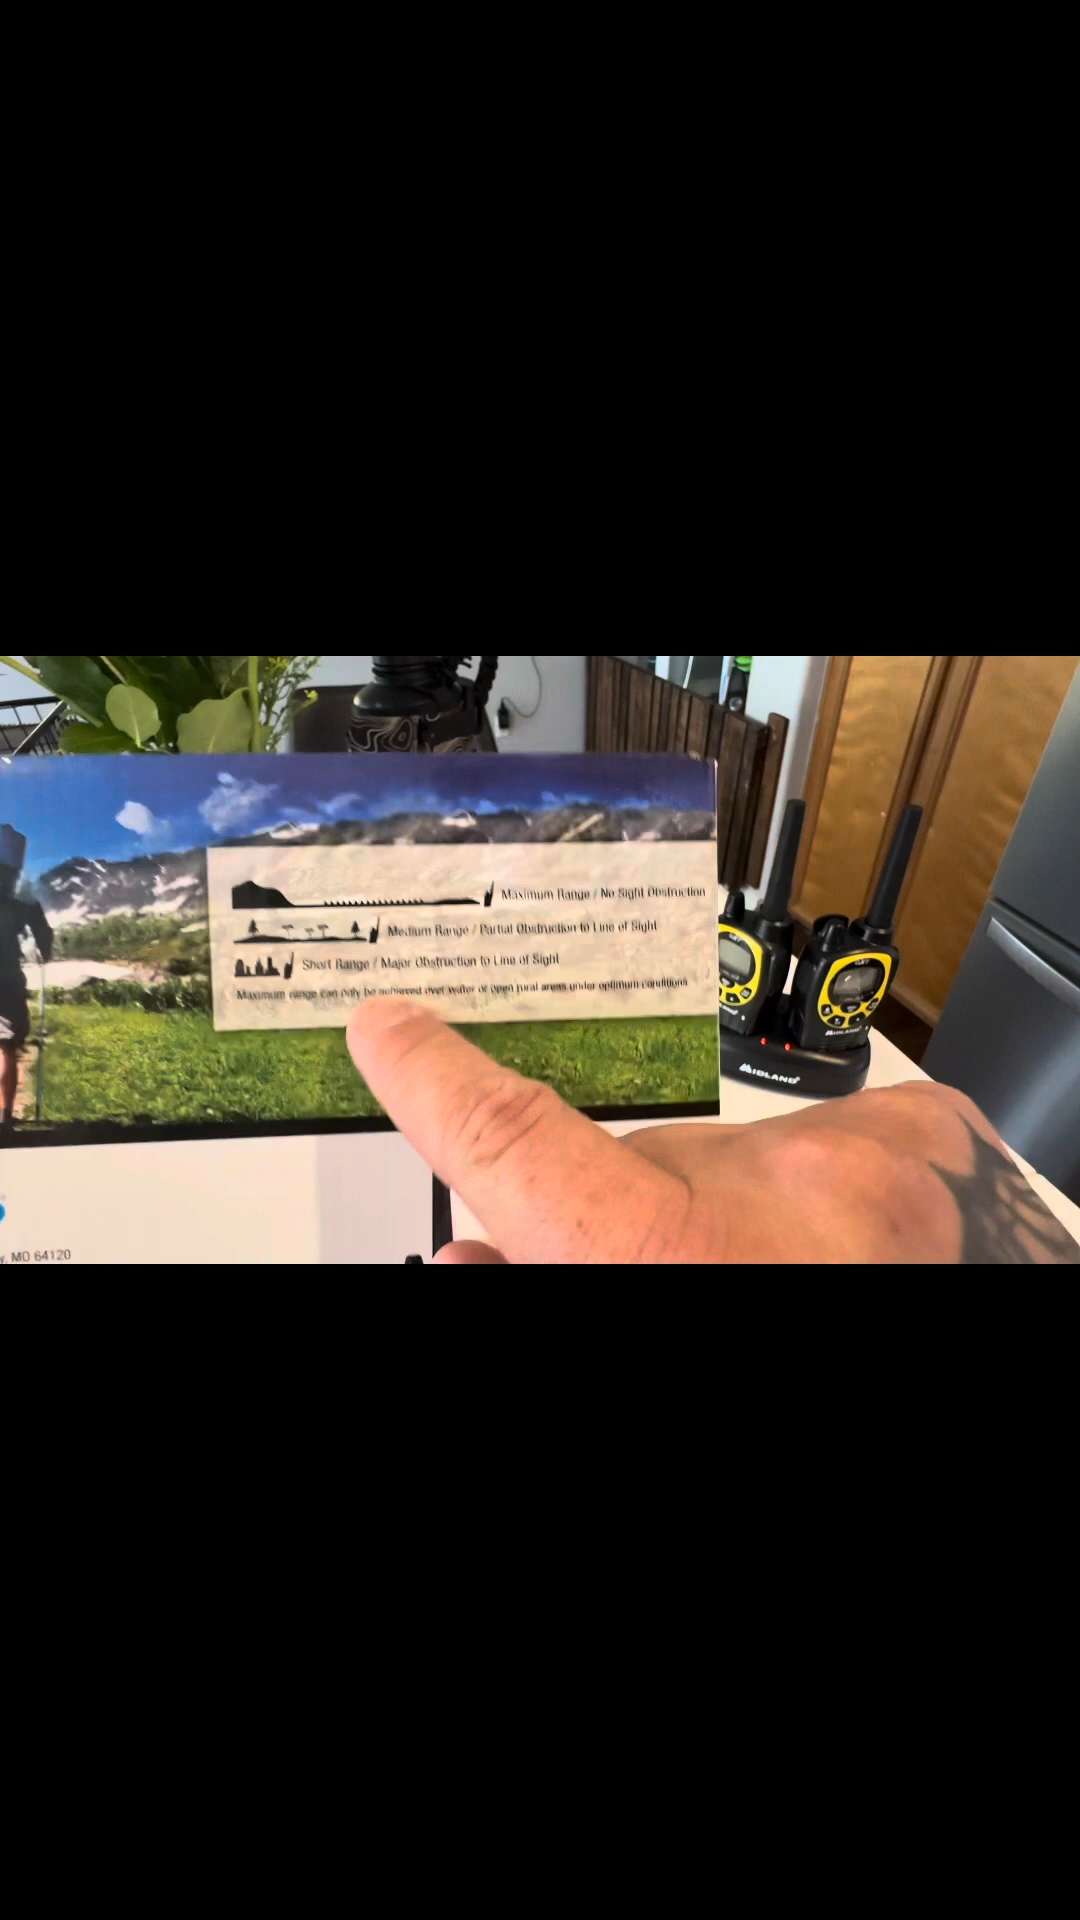 Maximum Range / No Sight Obstruction
Medium Range / Partial Obstruction to Line of Sight
Short Range / Major Obstruction to Line of Sight
Maximum range can only be achieved over water or open rural areas under optimum conditions
MIDLAND
MIDLAND
, MO 64120